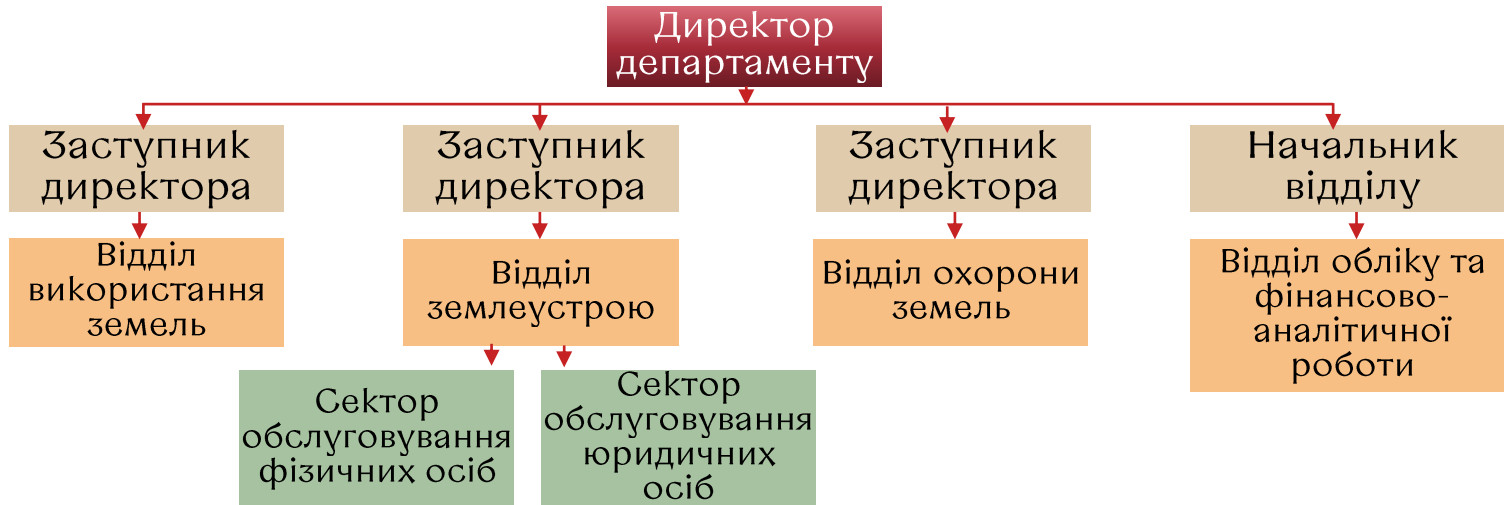 Директор
департаменту
Заступник
директора
Заступник
директора
Заступник
директора
Начальник
відділу
Відділ
використання
земель
Відділ
землеустрою
Відділ охорони
земель
Відділ обліку та
фінансово-
аналітичної
роботи
Сектор
обслуговування
фізичних осіб
Сектор
обслуговування
юридичних
осіб